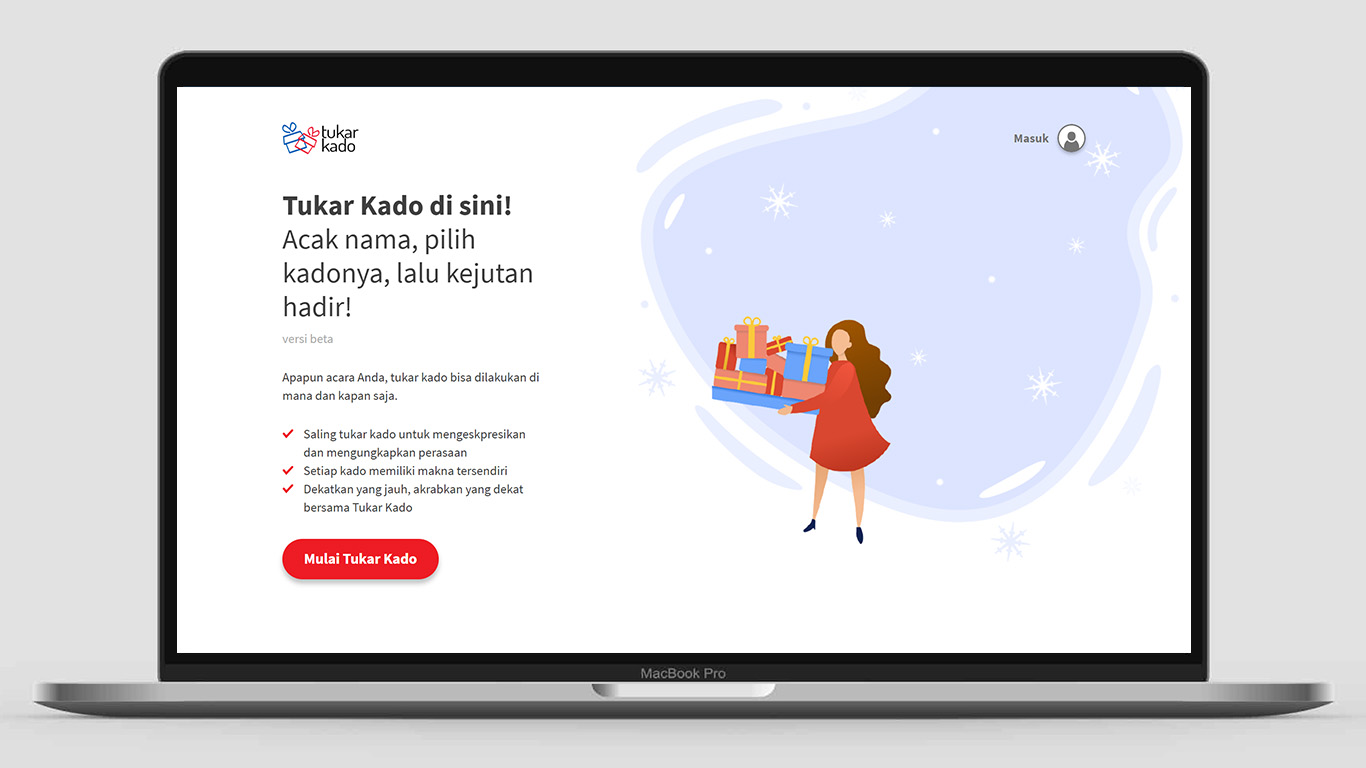 tukar
kado
Masuk
Tukar Kado di sini!
Acak nama, pilih
kadonya, lalu kejutan
hadir!
versi beta
Apapun acara Anda, tukar kado bisa dilakukan di
mana dan kapan saja.
Saling tukar kado untuk mengeskpresikan
dan mengungkapkan perasaan
Setiap kado memiliki makna tersendiri
Dekatkan yang jauh, akrabkan yang dekat
bersama Tukar Kado
Mulai Tukar Kado
MacBook Pro